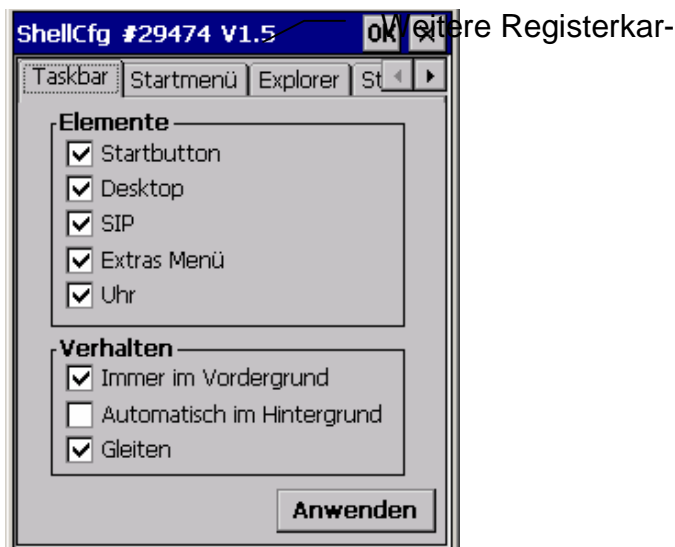 ShellCfg #29474 V1.5 OK × Weitere Registerkar-
Taskbar Startmenü Explorer St
Elemente
Startbutton
Desktop
SIP
Extras Menü
Uhr
Verhalten
Immer im Vordergrund
Automatisch im Hintergrund
Gleiten
Anwenden